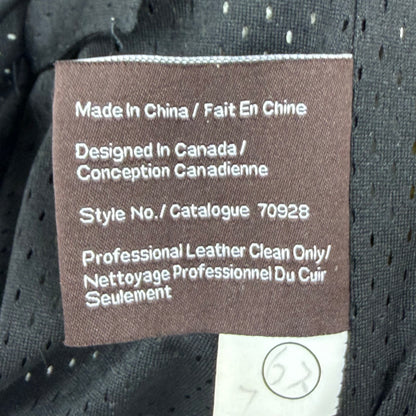 Made In China / Fait En Chine
Designed In Canada /
Conception Canadienne
Style No./ Catalogue 70928
Professional Leather Clean Only/
Nettoyage Professionnel Du Cuir
Seulement